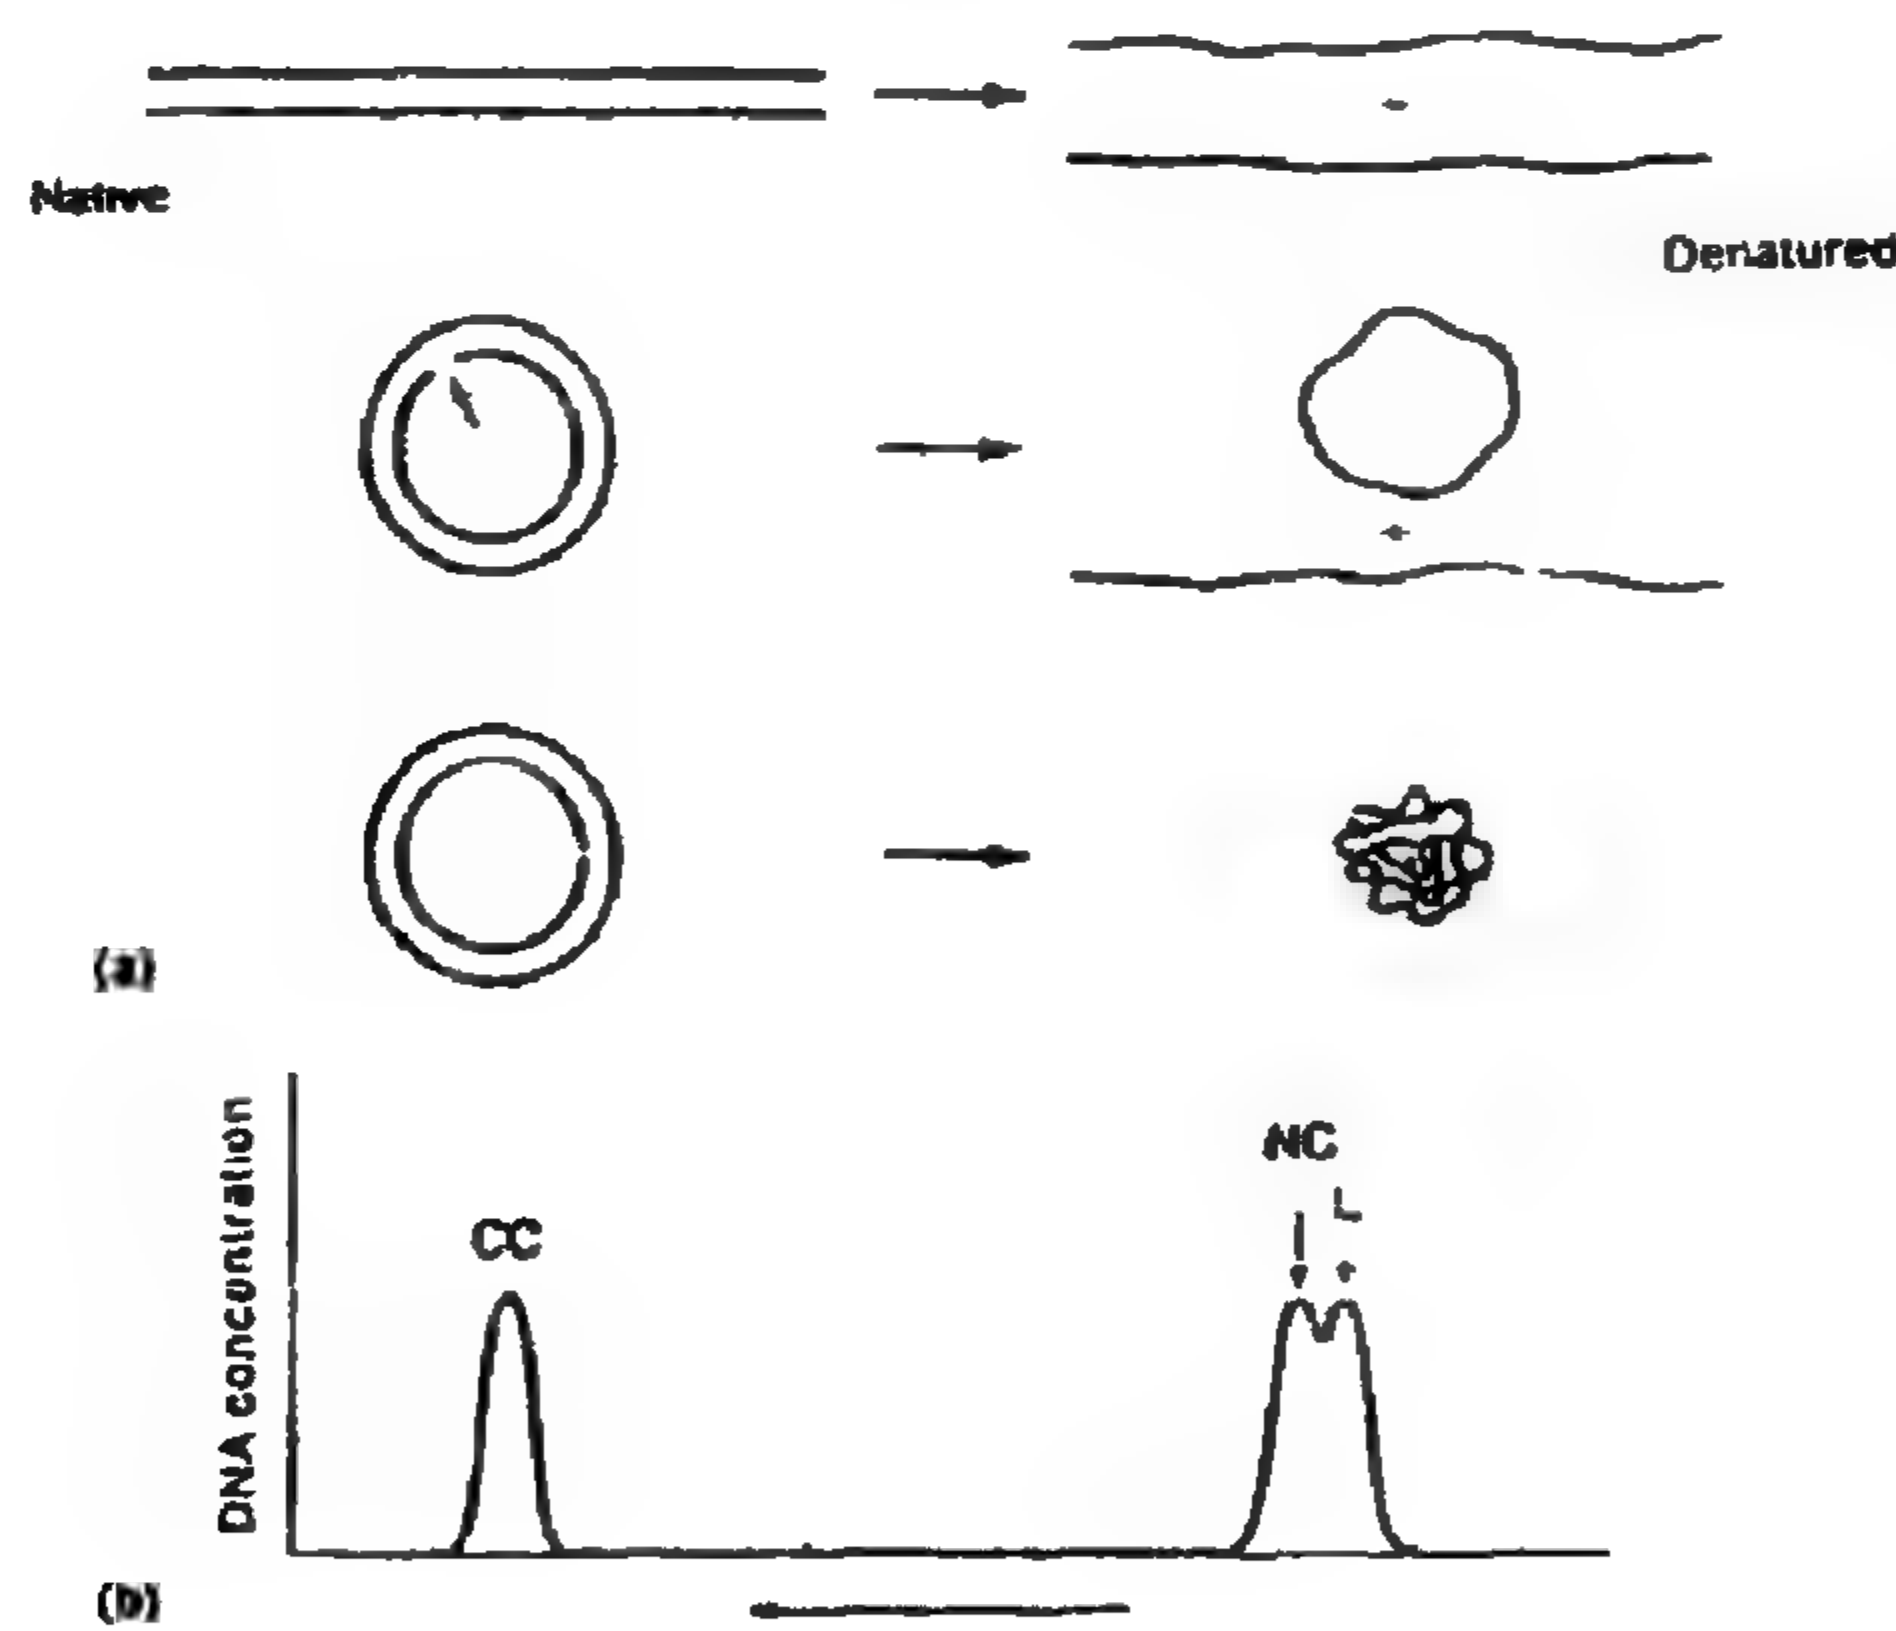 Native
Denatured
(a)
DNA concentration
CC
NC
L
(b)